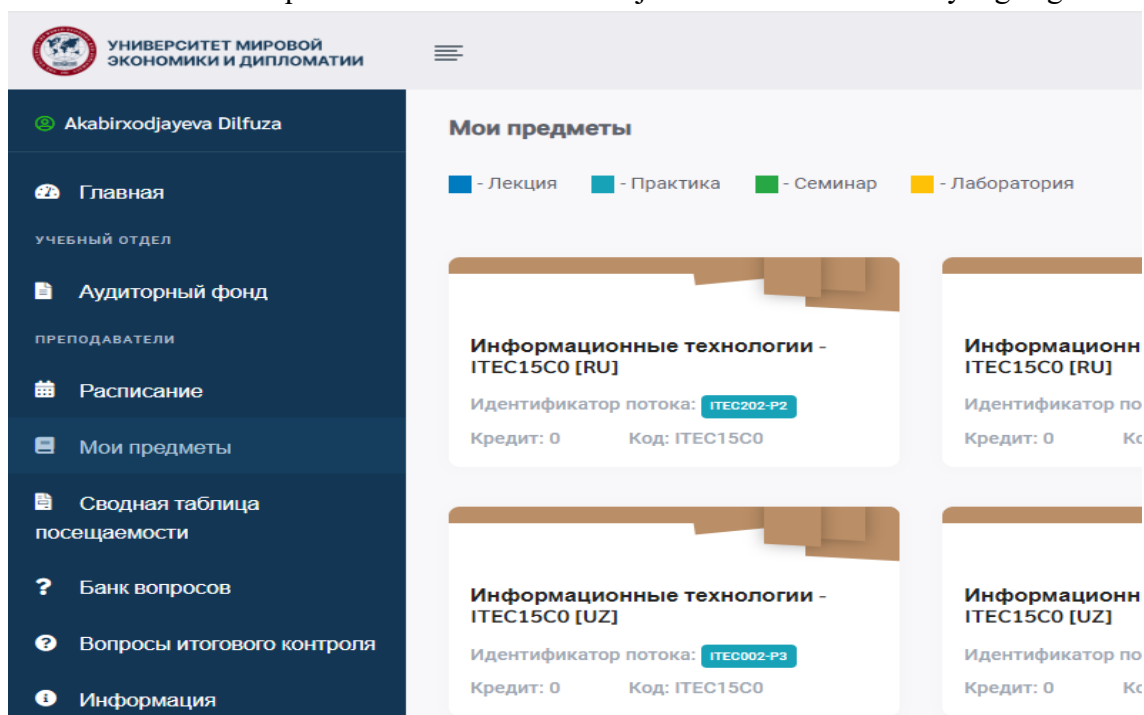 УНИВЕРСИТЕТ МИРОВОЙ
ЭКОНОМИКИ И ДИПЛОМАТИИ
Akabirxodjayeva Dilfuza
Главная
УЧЕБНЫЙ ОТДЕЛ
Аудиторный фонд
ПРЕПОДАВАТЕЛИ
Расписание
Мои предметы
Сводная таблица
посещаемости
Банк вопросов
Вопросы итогового контроля
Информация
Мои предметы
- Лекция - Практика - Семинар - Лаборатория
Информационные технологии -
ITEC15C0 [RU]
Идентификатор потока: ITEC202-P2
Кредит: 0 Код: ITEC15C0
Информационн
ITEC15C0 [RU]
Идентификатор по
Кредит: 0 Ко
Информационные технологии -
ITEC15C0 [UZ]
Идентификатор потока: ITEC002-P3
Кредит: 0 Код: ITEC15C0
Информационн
ITEC15C0 [UZ]
Идентификатор по
Кредит: 0 Ко